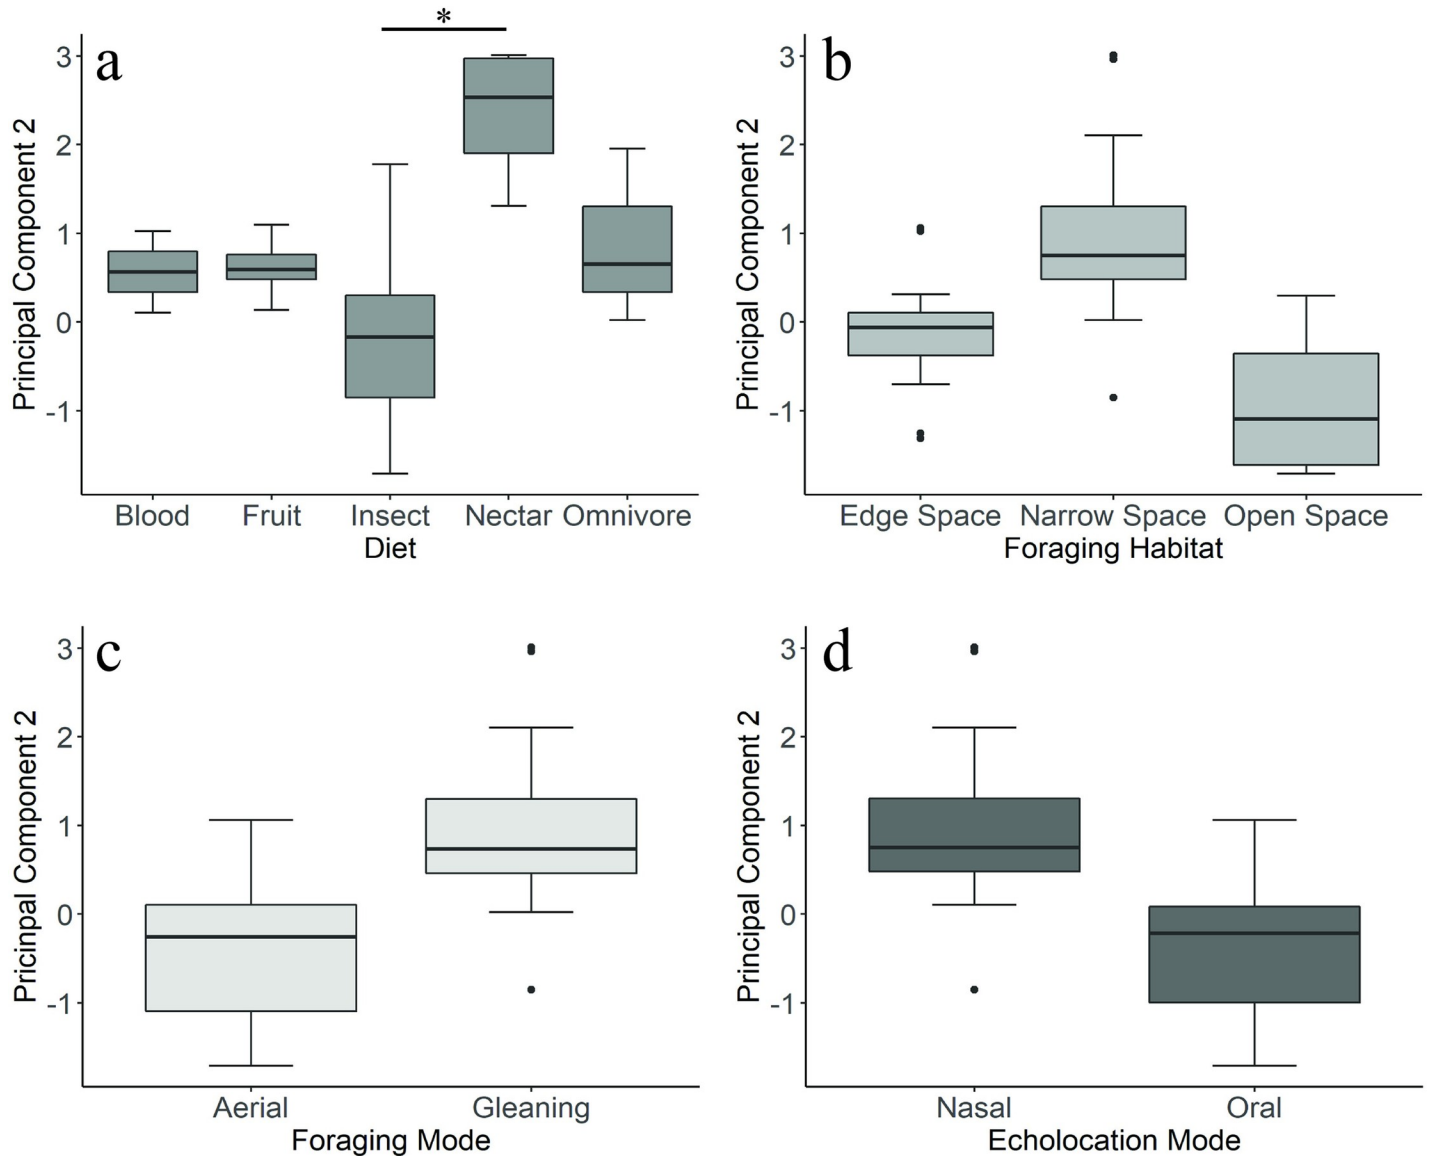 *
a
Principal Component 2
3
2
1
0
-1
Blood Fruit Insect Nectar Omnivore
Diet
b
Principal Component 2
3
2
1
0
-1
Edge Space Narrow Space Open Space
Foraging Habitat
c
Pricinpal Component 2
3
2
1
0
-1
Aerial Gleaning
Foraging Mode
d
Principal Component 2
3
2
1
0
-1
Nasal Oral
Echolocation Mode